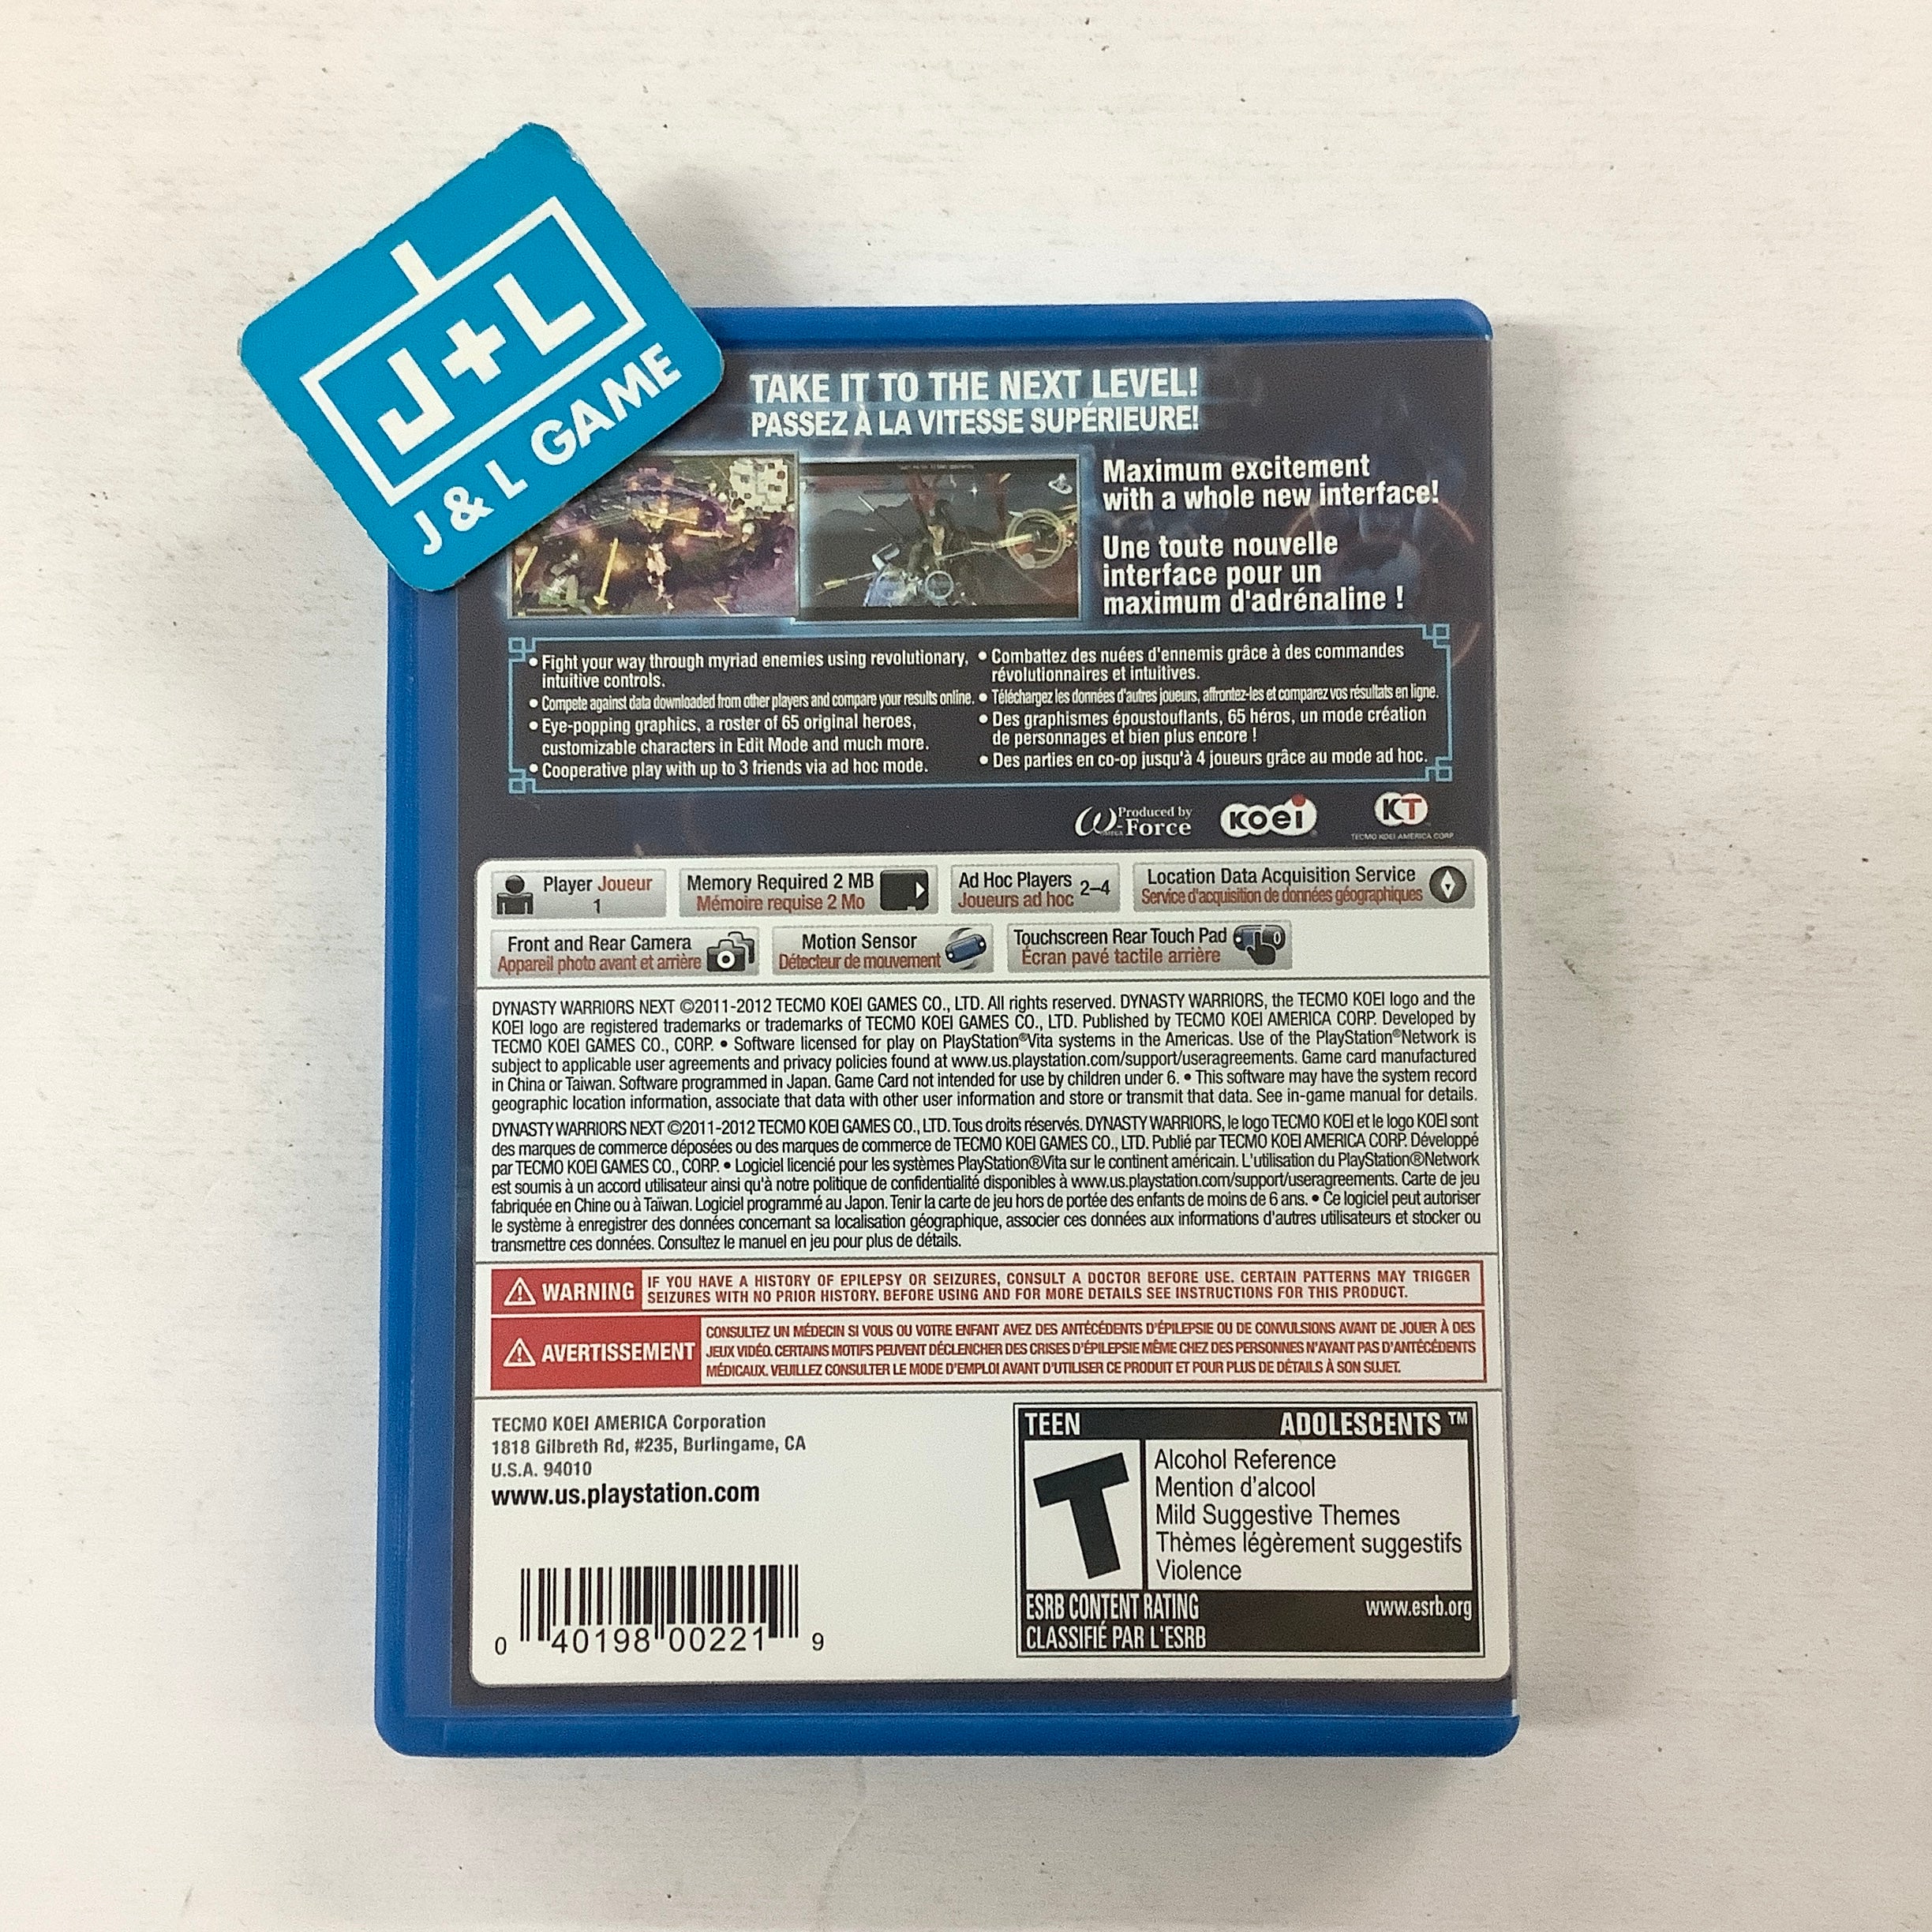 J+L
J & L GAME
TAKE IT TO THE NEXT LEVEL!
PASSEZ À LA VITESSE SUPÉRIEURE!
Maximum excitement
with a whole new interface!
Une toute nouvelle
interface pour un
maximum d'adrénaline !
• Fight your way through myriad enemies using revolutionary,
intuitive controls.
• Compete against data downloaded from other players and compare your results online.
• Eye-popping graphics, a roster of 65 original heroes,
customizable characters in Edit Mode and much more.
• Cooperative play with up to 3 friends via ad hoc mode.
• Combattez des nuées d'ennemis grâce à des commandes
révolutionnaires et intuitives.
• Téléchargez les données d'autres joueurs, affrontez-les et comparez vos résultats en ligne.
• Des graphismes époustouflants, 65 héros, un mode création
de personnages et bien plus encore !
• Des parties en co-op jusqu'à 4 joueurs grâce au mode ad hoc.
Produced by
ω-Force
KOEI
KT
TECMO KOEI AMERICA CORP.
Player Joueur
1
Memory Required 2 MB
Mémoire requise 2 Mo
Ad Hoc Players 2–4
Joueurs ad hoc
Location Data Acquisition Service
Service d'acquisition de données géographiques
Front and Rear Camera
Appareil photo avant et arrière
Motion Sensor
Détecteur de mouvement
Touchscreen Rear Touch Pad
Écran pavé tactile arrière
DYNASTY WARRIORS NEXT ©2011-2012 TECMO KOEI GAMES CO., LTD. All rights reserved. DYNASTY WARRIORS, the TECMO KOEI logo and the
KOEI logo are registered trademarks or trademarks of TECMO KOEI GAMES CO., LTD. Published by TECMO KOEI AMERICA CORP. Developed by
TECMO KOEI GAMES CO., CORP. • Software licensed for play on PlayStation®Vita systems in the Americas. Use of the PlayStation®Network is
subject to applicable user agreements and privacy policies found at www.us.playstation.com/support/useragreements. Game card manufactured
in China or Taiwan. Software programmed in Japan. Game Card not intended for use by children under 6. • This software may have the system record
geographic location information, associate that data with other user information and store or transmit that data. See in-game manual for details.
DYNASTY WARRIORS NEXT ©2011-2012 TECMO KOEI GAMES CO., LTD. Tous droits réservés. DYNASTY WARRIORS, le logo TECMO KOEI et le logo KOEI sont
des marques de commerce déposées ou des marques de commerce de TECMO KOEI GAMES CO., LTD. Publié par TECMO KOEI AMERICA CORP. Développé
par TECMO KOEI GAMES CO., CORP. • Logiciel licencié pour les systèmes PlayStation®Vita sur le continent américain. L'utilisation du PlayStation®Network
est soumis à un accord utilisateur ainsi qu'à notre politique de confidentialité disponibles à www.us.playstation.com/support/useragreements. Carte de jeu
fabriquée en Chine ou à Taïwan. Logiciel programmé au Japon. Tenir la carte de jeu hors de portée des enfants de moins de 6 ans. • Ce logiciel peut autoriser
le système à enregistrer des données concernant sa localisation géographique, associer ces données aux informations d'autres utilisateurs et stocker ou
transmettre ces données. Consultez le manuel en jeu pour plus de détails.
WARNING
IF YOU HAVE A HISTORY OF EPILEPSY OR SEIZURES, CONSULT A DOCTOR BEFORE USE. CERTAIN PATTERNS MAY TRIGGER
SEIZURES WITH NO PRIOR HISTORY. BEFORE USING AND FOR MORE DETAILS SEE INSTRUCTIONS FOR THIS PRODUCT.
AVERTISSEMENT
CONSULTEZ UN MÉDECIN SI VOUS OU VOTRE ENFANT AVEZ DES ANTÉCÉDENTS D'ÉPILEPSIE OU DE CONVULSIONS AVANT DE JOUER À DES
JEUX VIDÉO. CERTAINS MOTIFS PEUVENT DÉCLENCHER DES CRISES D'ÉPILEPSIE MÊME CHEZ DES PERSONNES N'AYANT PAS D'ANTÉCÉDENTS
MÉDICAUX. VEUILLEZ CONSULTER LE MODE D'EMPLOI AVANT D'UTILISER CE PRODUIT ET POUR PLUS DE DÉTAILS À SON SUJET.
TECMO KOEI AMERICA Corporation
1818 Gilbreth Rd, #235, Burlingame, CA
U.S.A. 94010
www.us.playstation.com
0 40198 00221 9
TEEN ADOLESCENTS ™
T
Alcohol Reference
Mention d'alcool
Mild Suggestive Themes
Thèmes légèrement suggestifs
Violence
ESRB CONTENT RATING www.esrb.org
CLASSIFIÉ PAR L'ESRB